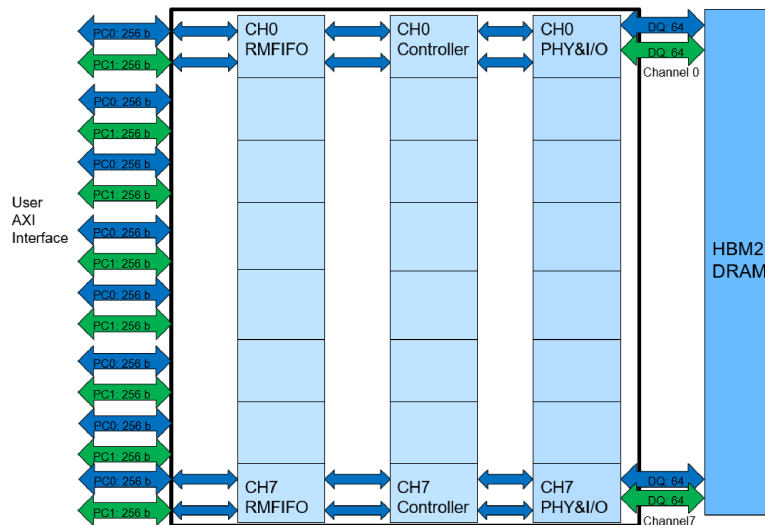 PC0: 256 b
CH0
RMFIFO
CH0
Controller
CH0
PHY&I/O
DQ: 64
PC1: 256 b
DQ: 64
Channel 0
PC0: 256 b
PC1: 256 b
PC0: 256 b
PC1: 256 b
User
AXI
Interface
PC0: 256 b
PC1: 256 b
HBM2
DRAM
PC0: 256 b
PC1: 256 b
PC0: 256 b
PC1: 256 b
PC0: 256 b
PC1: 256 b
PC0: 256 b
CH7
RMFIFO
CH7
Controller
CH7
PHY&I/O
DQ: 64
PC1: 256 b
DQ: 64
Channel7